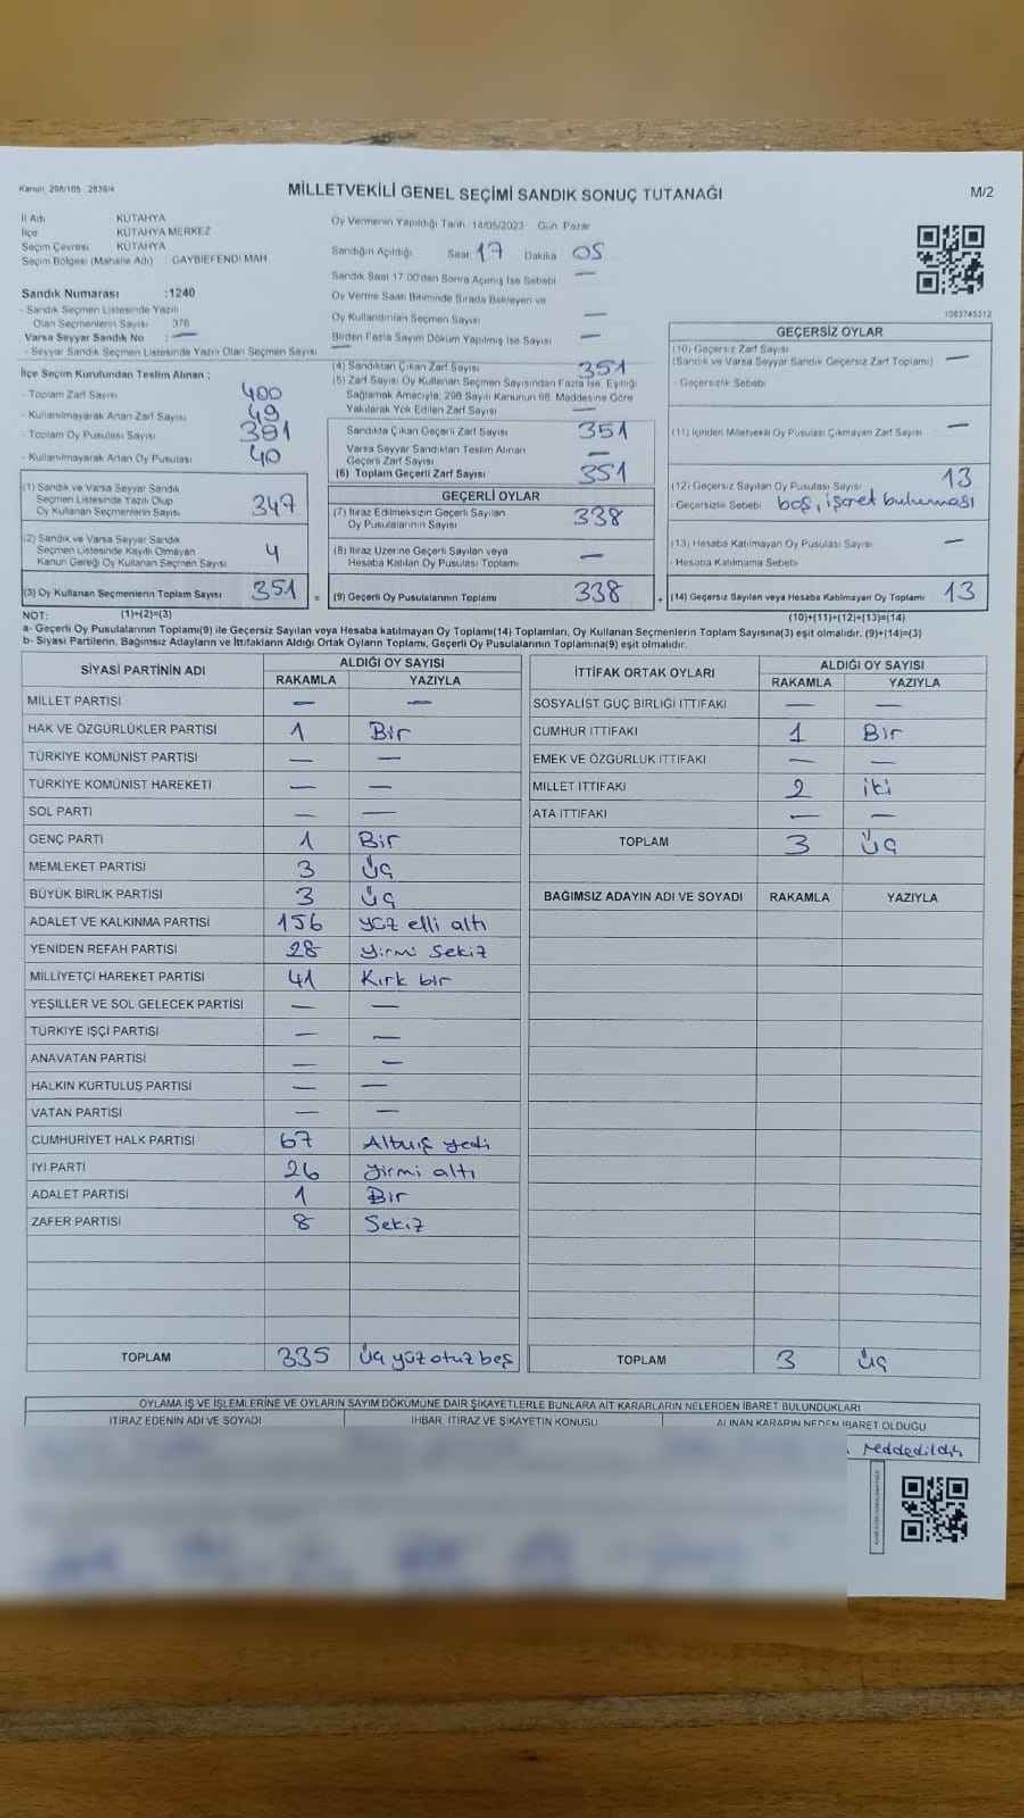 Kanun: 298/105 - 2839/4
MİLLETVEKİLİ GENEL SEÇİMİ SANDIK SONUÇ TUTANAĞI
M/2
İl Adı KÜTAHYA
İlçe KÜTAHYA MERKEZ
Seçim Çevresi KÜTAHYA
Seçim Bölgesi (Mahalle Adı) : GAYBİEFENDİ MAH
Sandık Numarası :1240
- Sandık Seçmen Listesinde Yazılı
Olan Seçmenlerin Sayısı 376
Varsa Seyyar Sandık No : —
- Seyyar Sandık Seçmen Listesinde Yazılı Olan Seçmen Sayısı —
Oy Vermenin Yapıldığı Tarih 14/05/2023 Gün Pazar
Sandığın Açıldığı Saat: 17 Dakika 05
Sandık Saat 17.00'den Sonra Açılmış İse Sebebi —
Oy Verme Saati Bitiminde Sırada Bekleyen ve
Oy Kullandırılan Seçmen Sayısı —
Birden Fazla Sayım Döküm Yapılmış İse Sayısı —
1083745512
İlçe Seçim Kurulundan Teslim Alınan :
- Toplam Zarf Sayısı 400
- Kullanılmayarak Artan Zarf Sayısı 49
- Toplam Oy Pusulası Sayısı 391
- Kullanılmayarak Artan Oy Pusulası 40
(1) Sandık ve Varsa Seyyar Sandık
Seçmen Listesinde Yazılı Olup
Oy Kullanan Seçmenlerin Sayısı 347
(2) Sandık ve Varsa Seyyar Sandık
Seçmen Listesinde Kayıtlı Olmayan
Kanun Gereği Oy Kullanan Seçmen Sayısı 4
(3) Oy Kullanan Seçmenlerin Toplam Sayısı 351 =
(4) Sandıktan Çıkan Zarf Sayısı 351
(5) Zarf Sayısı Oy Kullanan Seçmen Sayısından Fazla İse, Eşitliği
Sağlamak Amacıyla, 298 Sayılı Kanunun 98. Maddesine Göre
Yakılarak Yok Edilen Zarf Sayısı —
Sandıkta Çıkan Geçerli Zarf Sayısı 351
Varsa Seyyar Sandıktan Teslim Alınan
Geçerli Zarf Sayısı —
(6) Toplam Geçerli Zarf Sayısı 351
GEÇERLİ OYLAR
(7) İtiraz Edilmeksizin Geçerli Sayılan
Oy Pusulalarının Sayısı 338
(8) İtiraz Üzerine Geçerli Sayılan veya
Hesaba Katılan Oy Pusulası Toplamı —
(9) Geçerli Oy Pusulalarının Toplamı 338 +
GEÇERSİZ OYLAR
(10) Geçersiz Zarf Sayısı
(Sandık ve Varsa Seyyar Sandık Geçersiz Zarf Toplamı) —
- Geçersizlik Sebebi
(11) İçinden Milletvekili Oy Pusulası Çıkmayan Zarf Sayısı —
(12) Geçersiz Sayılan Oy Pusulası Sayısı 13
- Geçersizlik Sebebi boş, işaret bulunması
(13) Hesaba Katılmayan Oy Pusulası Sayısı —
- Hesaba Katılmama Sebebi
(14) Geçersiz Sayılan veya Hesaba Katılmayan Oy Toplamı 13
NOT: (1)+(2)=(3) (10)+(11)+(12)+(13)=(14)
a- Geçerli Oy Pusulalarının Toplamı(9) ile Geçersiz Sayılan veya Hesaba katılmayan Oy Toplamı(14) Toplamları, Oy Kullanan Seçmenlerin Toplam Sayısına(3) eşit olmalıdır. (9)+(14)=(3)
b- Siyasi Partilerin, Bağımsız Adayların ve İttifakların Aldığı Ortak Oyların Toplamı, Geçerli Oy Pusulalarının Toplamına(9) eşit olmalıdır.
SİYASİ PARTİNİN ADI ALDIĞI OY SAYISI
RAKAMLA YAZIYLA
MİLLET PARTİSİ — —
HAK VE ÖZGÜRLÜKLER PARTİSİ 1 Bir
TÜRKİYE KOMÜNİST PARTİSİ — —
TÜRKİYE KOMÜNİST HAREKETİ — —
SOL PARTİ — —
GENÇ PARTİ 1 Bir
MEMLEKET PARTİSİ 3 üç
BÜYÜK BİRLİK PARTİSİ 3 üç
ADALET VE KALKINMA PARTİSİ 156 yüz elli altı
YENİDEN REFAH PARTİSİ 28 yirmi sekiz
MİLLİYETÇİ HAREKET PARTİSİ 41 Kırk bir
YEŞİLLER VE SOL GELECEK PARTİSİ — —
TÜRKİYE İŞÇİ PARTİSİ — —
ANAVATAN PARTİSİ — —
HALKIN KURTULUŞ PARTİSİ — —
VATAN PARTİSİ — —
CUMHURİYET HALK PARTİSİ 67 Altmış yedi
İYİ PARTİ 26 yirmi altı
ADALET PARTİSİ 1 Bir
ZAFER PARTİSİ 8 Sekiz
TOPLAM 335 üç yüz otuz beş
İTTİFAK ORTAK OYLARI ALDIĞI OY SAYISI
RAKAMLA YAZIYLA
SOSYALİST GÜÇ BİRLİĞİ İTTİFAKI — —
CUMHUR İTTİFAKI 1 Bir
EMEK VE ÖZGÜRLÜK İTTİFAKI — —
MİLLET İTTİFAKI 2 iki
ATA İTTİFAKI — —
TOPLAM 3 üç
BAĞIMSIZ ADAYIN ADI VE SOYADI RAKAMLA YAZIYLA
TOPLAM 3 üç
OYLAMA İŞ VE İŞLEMLERİNE VE OYLARIN SAYIM DÖKÜMÜNE DAİR ŞİKAYETLERLE BUNLARA AİT KARARLARIN NELERDEN İBARET BULUNDUKLARI
İTİRAZ EDENİN ADI VE SOYADI İHBAR, İTİRAZ VE ŞİKAYETİN KONUSU ALINAN KARARIN NEDEN İBARET OLDUĞU
reddedildi